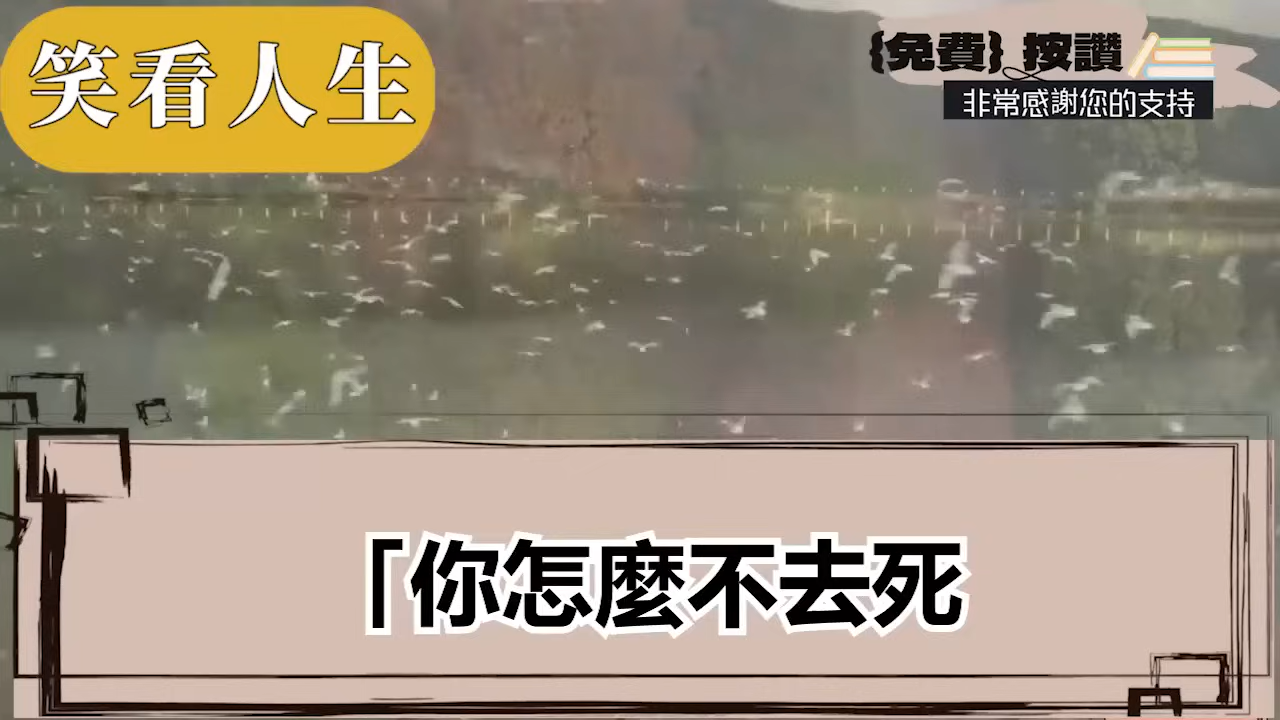 笑看人生
{免費} 按讚
非常感謝您的支持
「你怎麼不去死